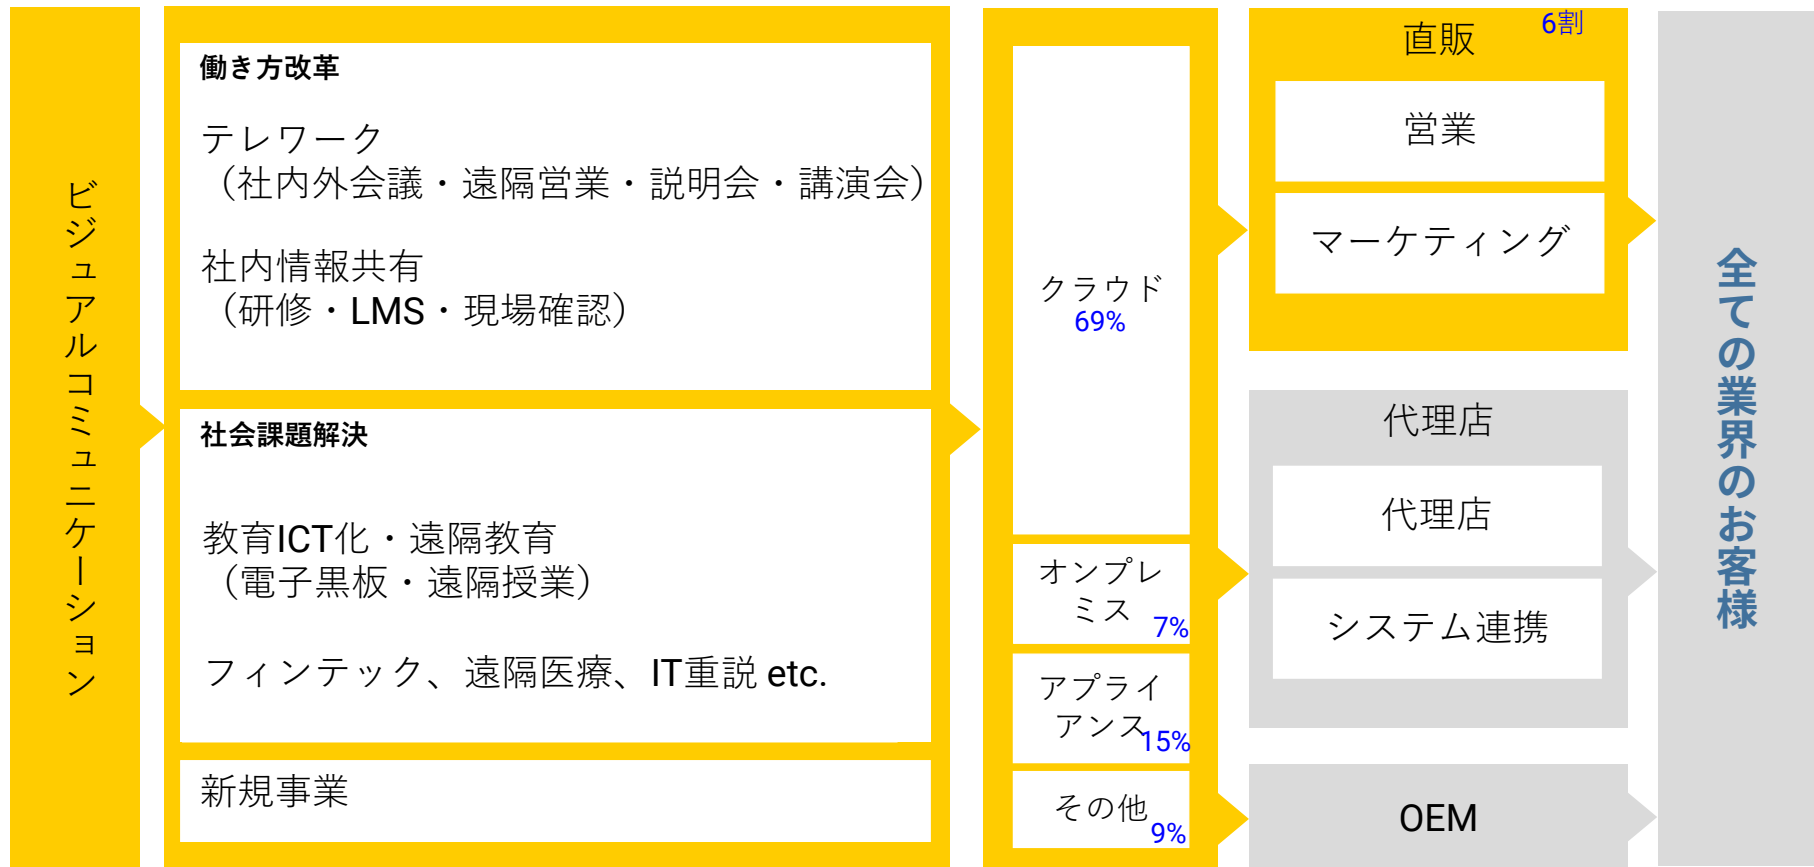 ビジュアルコミュニケーション
働き方改革
テレワーク
（社内外会議・遠隔営業・説明会・講演会）
社内情報共有
（研修・LMS・現場確認）
社会課題解決
教育ICT化・遠隔教育
（電子黒板・遠隔授業）
フィンテック、遠隔医療、IT重説 etc.
新規事業
クラウド
69%
オンプレ
ミス
7%
アプライ
アンス
15%
その他
9%
直販
6割
営業
マーケティング
代理店
代理店
システム連携
OEM
全ての業界のお客様